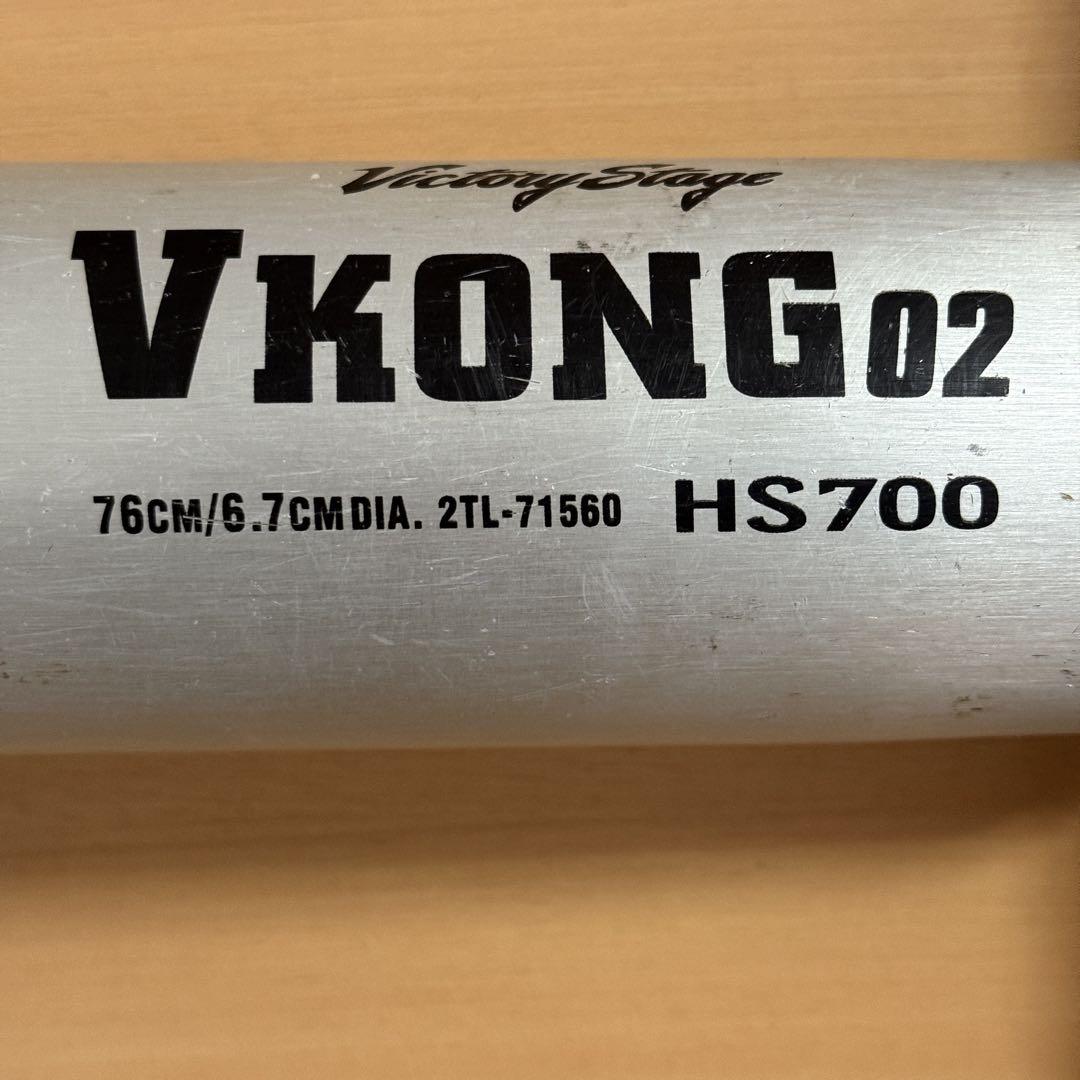 Victory Stage
VKONG02
76CM/6.7CMDIA. 2TL-71560 HS700